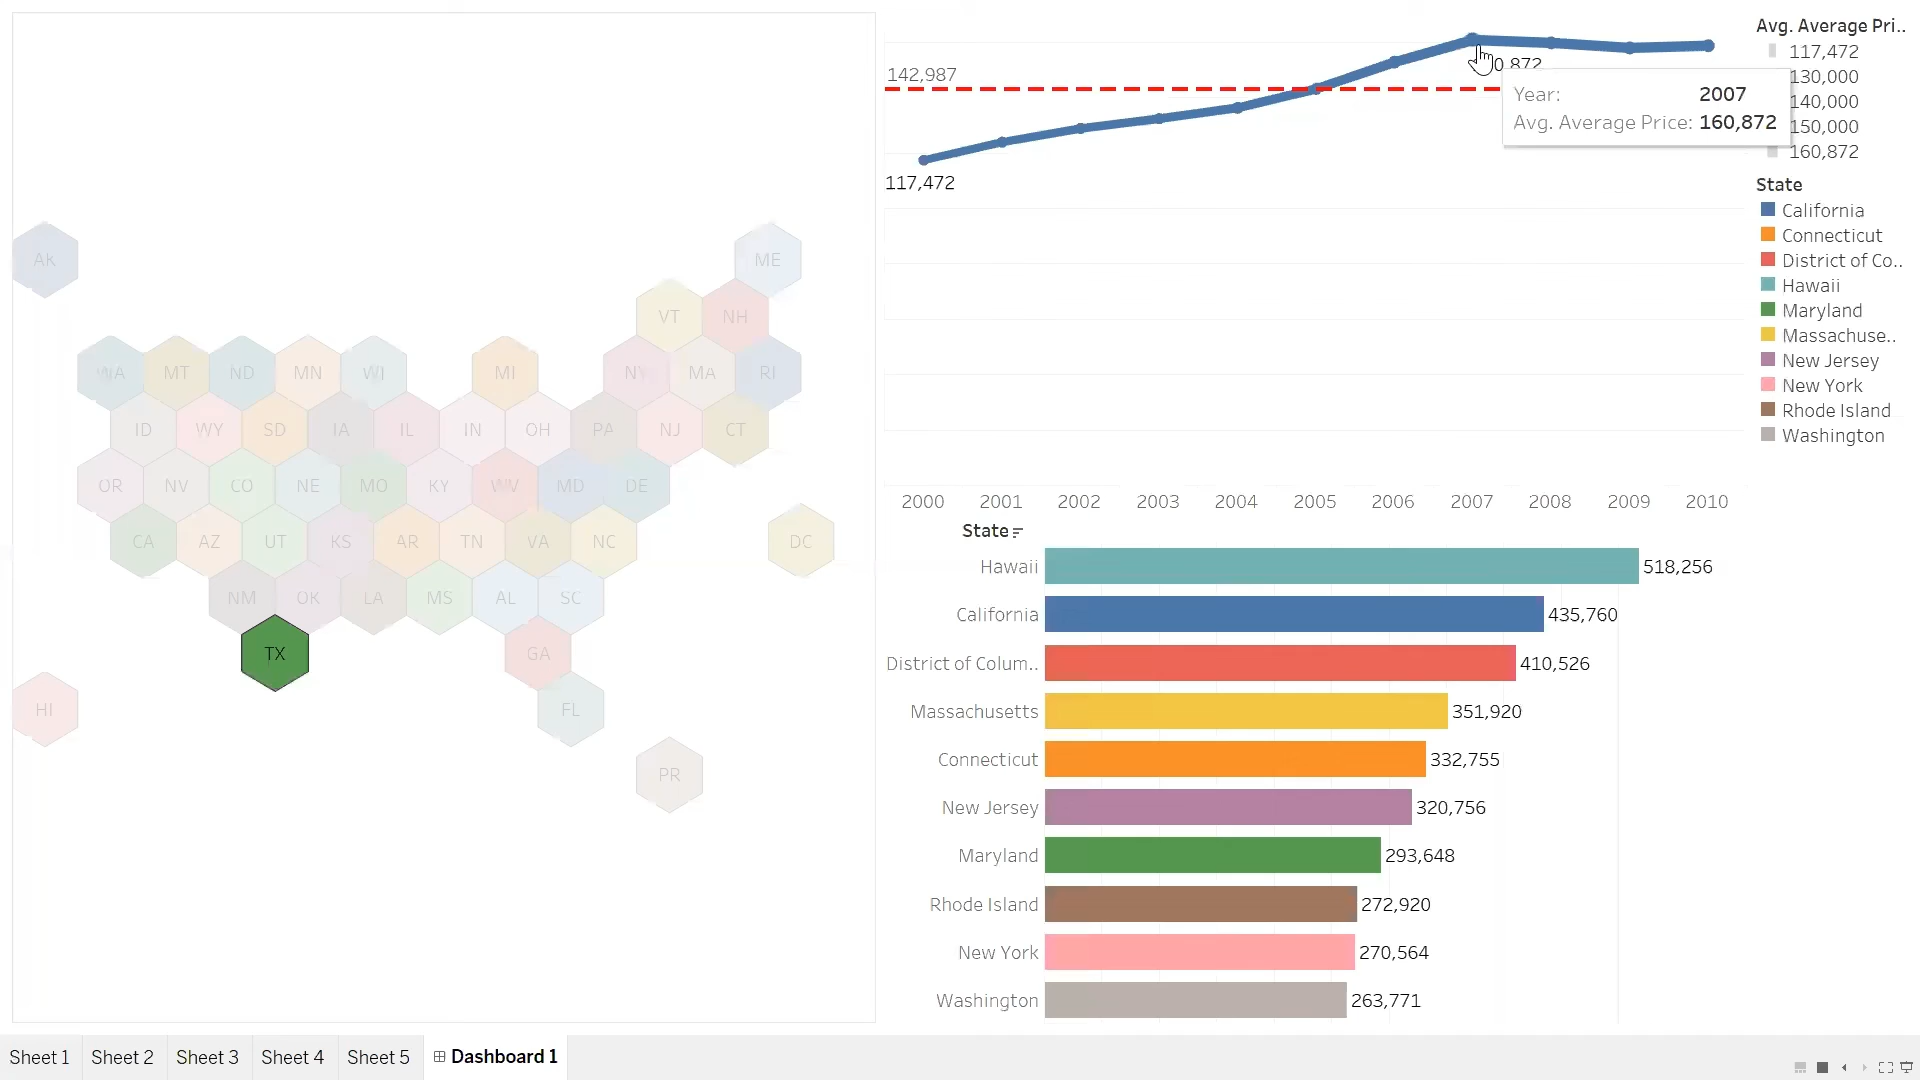 AK
ME
VT NH
WA MT ND MN WI MI NY MA RI
ID WY SD IA IL IN OH PA NJ CT
OR NV CO NE MO KY WV MD DE
CA AZ UT KS AR TN VA NC DC
NM OK LA MS AL SC
TX GA
HI FL
PR
142,987
117,472
0,872
Year: 2007
Avg. Average Price: 160,872
2000 2001 2002 2003 2004 2005 2006 2007 2008 2009 2010
Avg. Average Pri..
117,472
130,000
140,000
150,000
160,872
State
California
Connecticut
District of Co..
Hawaii
Maryland
Massachuse..
New Jersey
New York
Rhode Island
Washington
State
Hawaii 518,256
California 435,760
District of Colum.. 410,526
Massachusetts 351,920
Connecticut 332,755
New Jersey 320,756
Maryland 293,648
Rhode Island 272,920
New York 270,564
Washington 263,771
Sheet 1 Sheet 2 Sheet 3 Sheet 4 Sheet 5 Dashboard 1